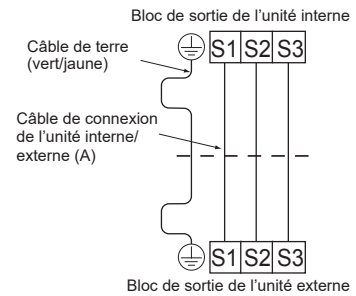 Bloc de sortie de l'unité interne
Câble de terre
(vert/jaune)
S1 S2 S3
Câble de connexion
de l'unité interne/
externe (A)
S1 S2 S3
Bloc de sortie de l'unité externe